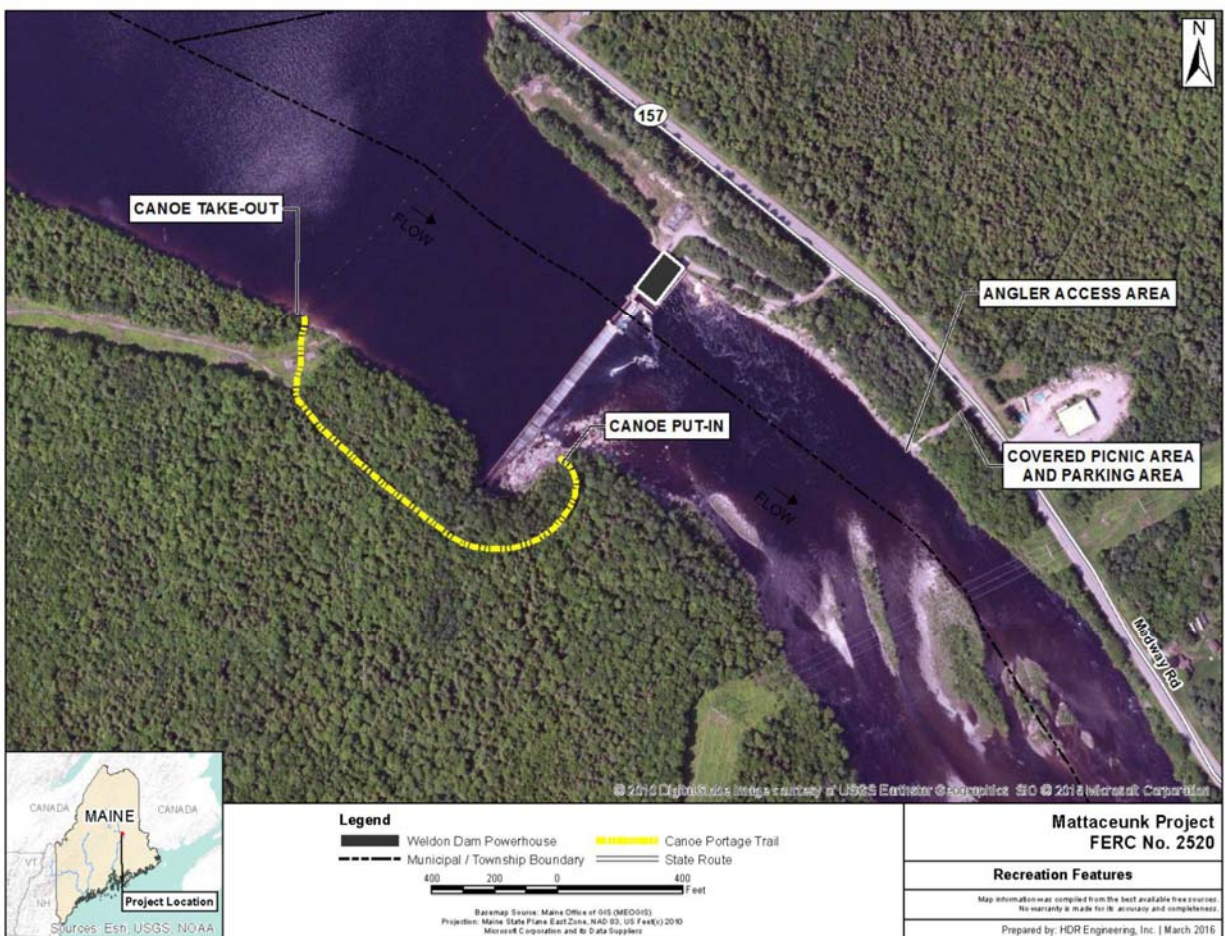 N
157
CANOE TAKE-OUT
FLOW
ANGLER ACCESS AREA
CANOE PUT-IN
COVERED PICNIC AREA
AND PARKING AREA
FLOW
Medway Rd
CANADA
MAINE
CANADA
VT
NH
Project Location
Sources: Esri, USGS, NOAA
Legend
Weldon Dam Powerhouse
Canoe Portage Trail
Municipal / Township Boundary
State Route
400 200 0 400
Feet
Basemap Source: Maine Office of GIS (MEOGIS)
Projection: Maine State Plane East Zone, NAD 83, US Feet(c) 2010
Microsoft Corporation and its Data Suppliers
Mattaceunk Project
FERC No. 2520
Recreation Features
Map information was compiled from the best available free sources.
No warranty is made for its accuracy and completeness.
Prepared by: HDR Engineering, Inc. | March 2016